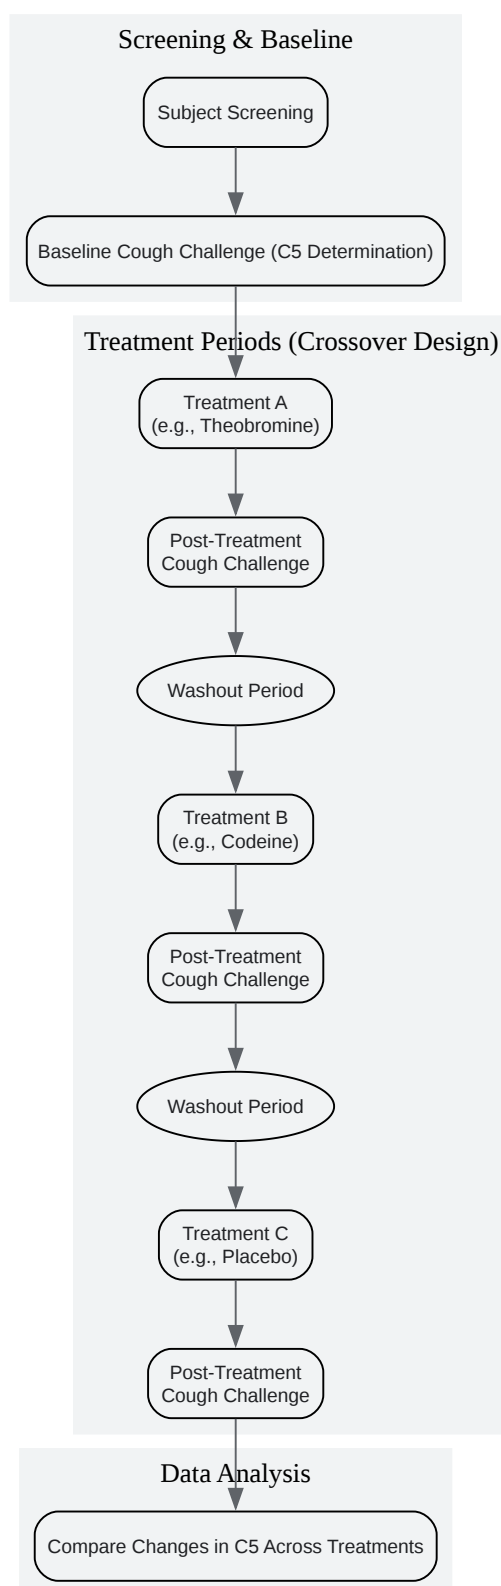 Screening & Baseline
Subject Screening
Baseline Cough Challenge (C5 Determination)
Treatment Periods (Crossover Design)
Treatment A
(e.g., Theobromine)
Post-Treatment
Cough Challenge
Washout Period
Treatment B
(e.g., Codeine)
Post-Treatment
Cough Challenge
Washout Period
Treatment C
(e.g., Placebo)
Post-Treatment
Cough Challenge
Data Analysis
Compare Changes in C5 Across Treatments